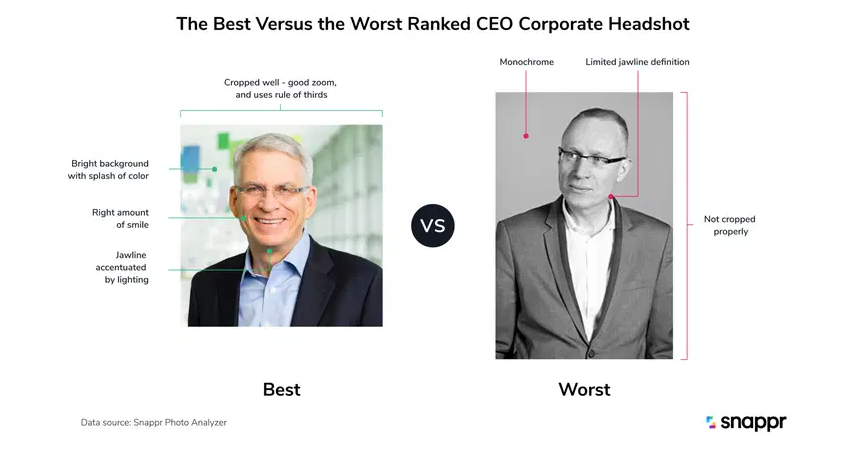 The Best Versus the Worst Ranked CEO Corporate Headshot
Cropped well - good zoom,
and uses rule of thirds
Bright background
with splash of color
Right amount
of smile
Jawline
accentuated
by lighting
Best
VS
Monochrome
Limited jawline definition
Not cropped
properly
Worst
Data source: Snappr Photo Analyzer
snappr